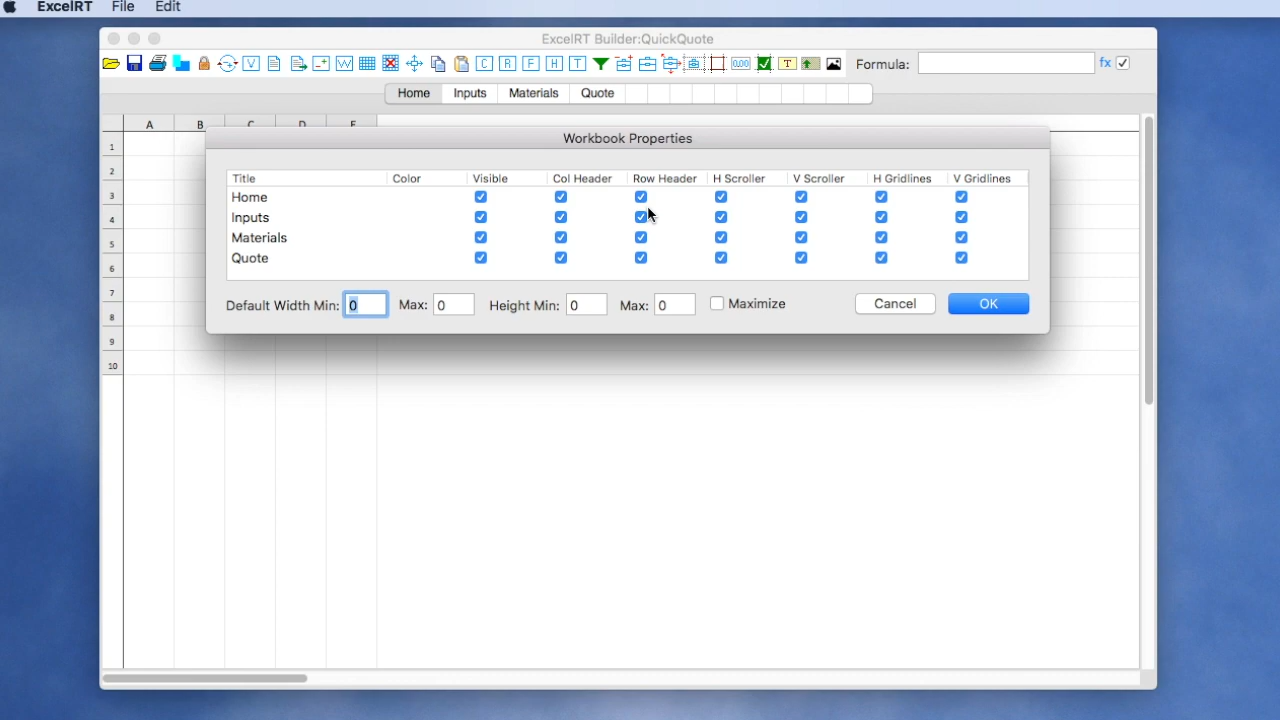 ExcelRT File Edit
ExcelRT Builder:QuickQuote
V C R F H T 0.00 T Formula: fx
Home Inputs Materials Quote
A B C D E
Workbook Properties
Title Color Visible Col Header Row Header H Scroller V Scroller H Gridlines V Gridlines
Home
Inputs
Materials
Quote
Default Width Min: 0 Max: 0 Height Min: 0 Max: 0 Maximize Cancel OK
1
2
3
4
5
6
7
8
9
10